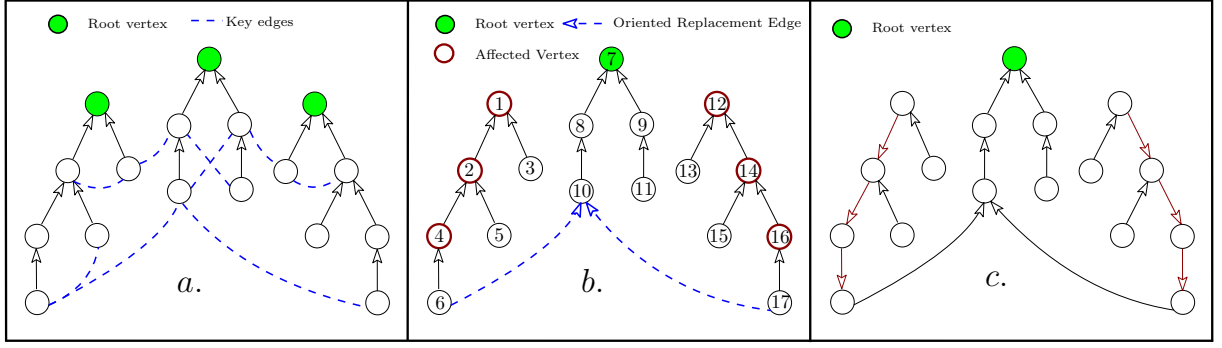 Root vertex Key edges
a.
Root vertex Oriented Replacement Edge
Affected Vertex
7
1 12
8 9
2 3 13 14
10 11
4 5 15 16
b.
6 17
Root vertex
c.